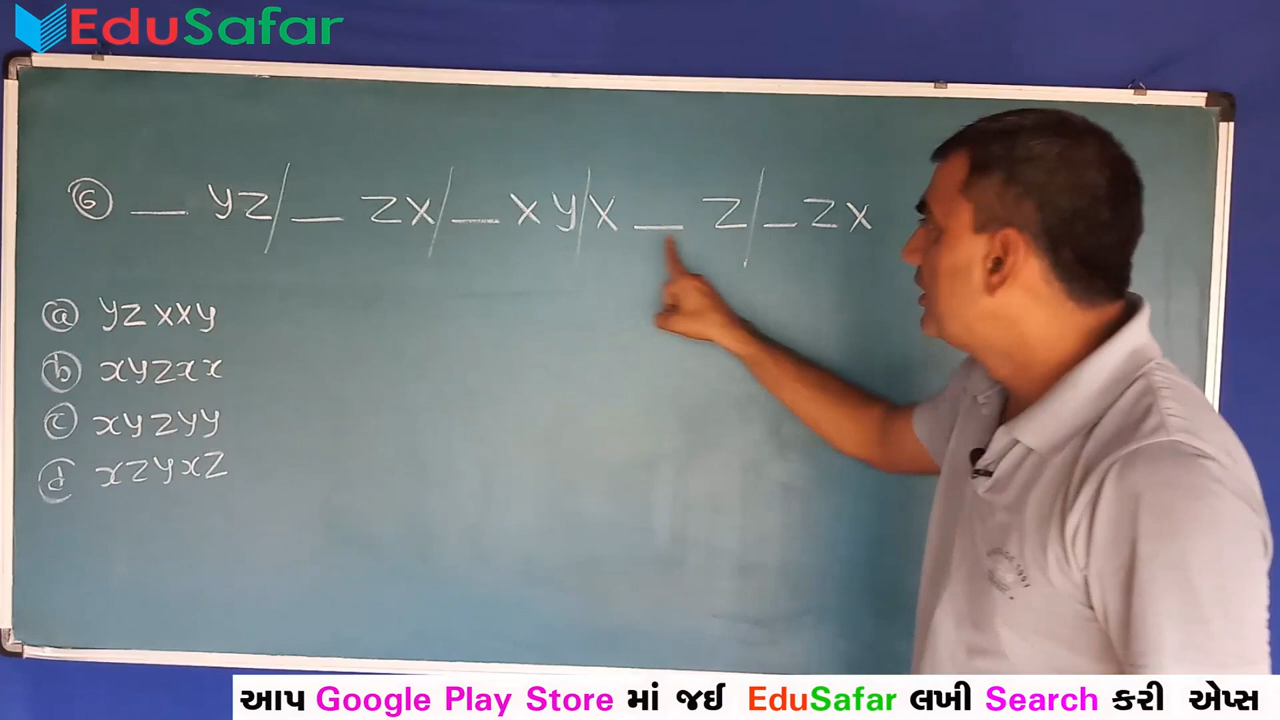 EduSafar
૬ _ yz/_ zx/_ xy/x _ z/_ zx
a yzxxy
b xyzxx
c xyzyy
d xzyxz
આપ Google Play Store માં જઈ EduSafar લખી Search કરી એપ્સ